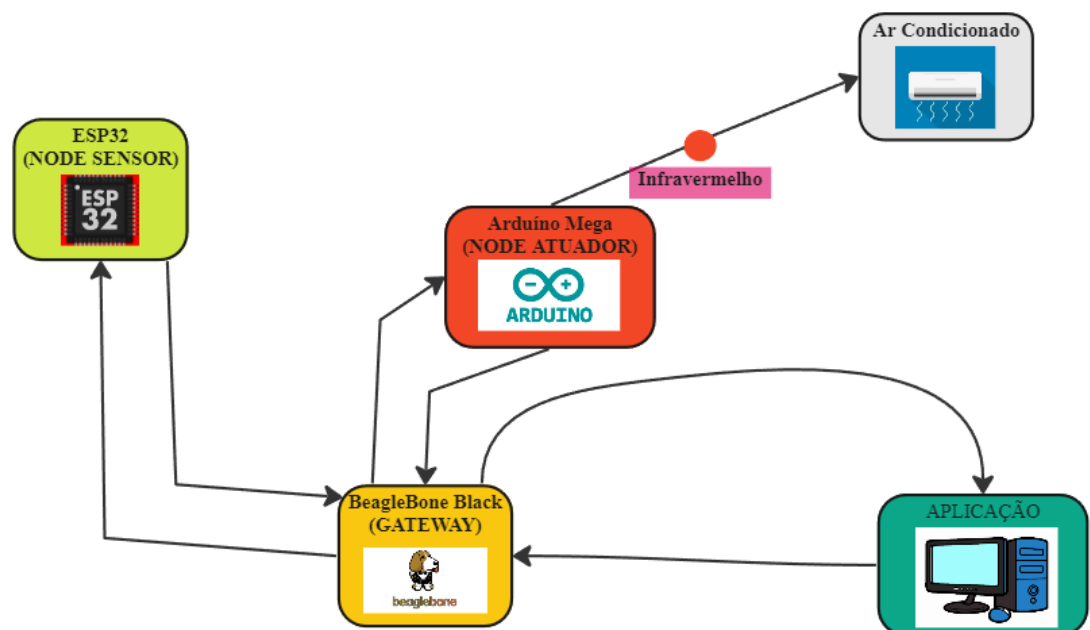 Ar Condicionado
ESP32
(NODE SENSOR)
ESP
32
Infravermelho
Arduíno Mega
(NODE ATUADOR)
ARDUINO
BeagleBone Black
(GATEWAY)
beaglebone
APLICAÇÃO